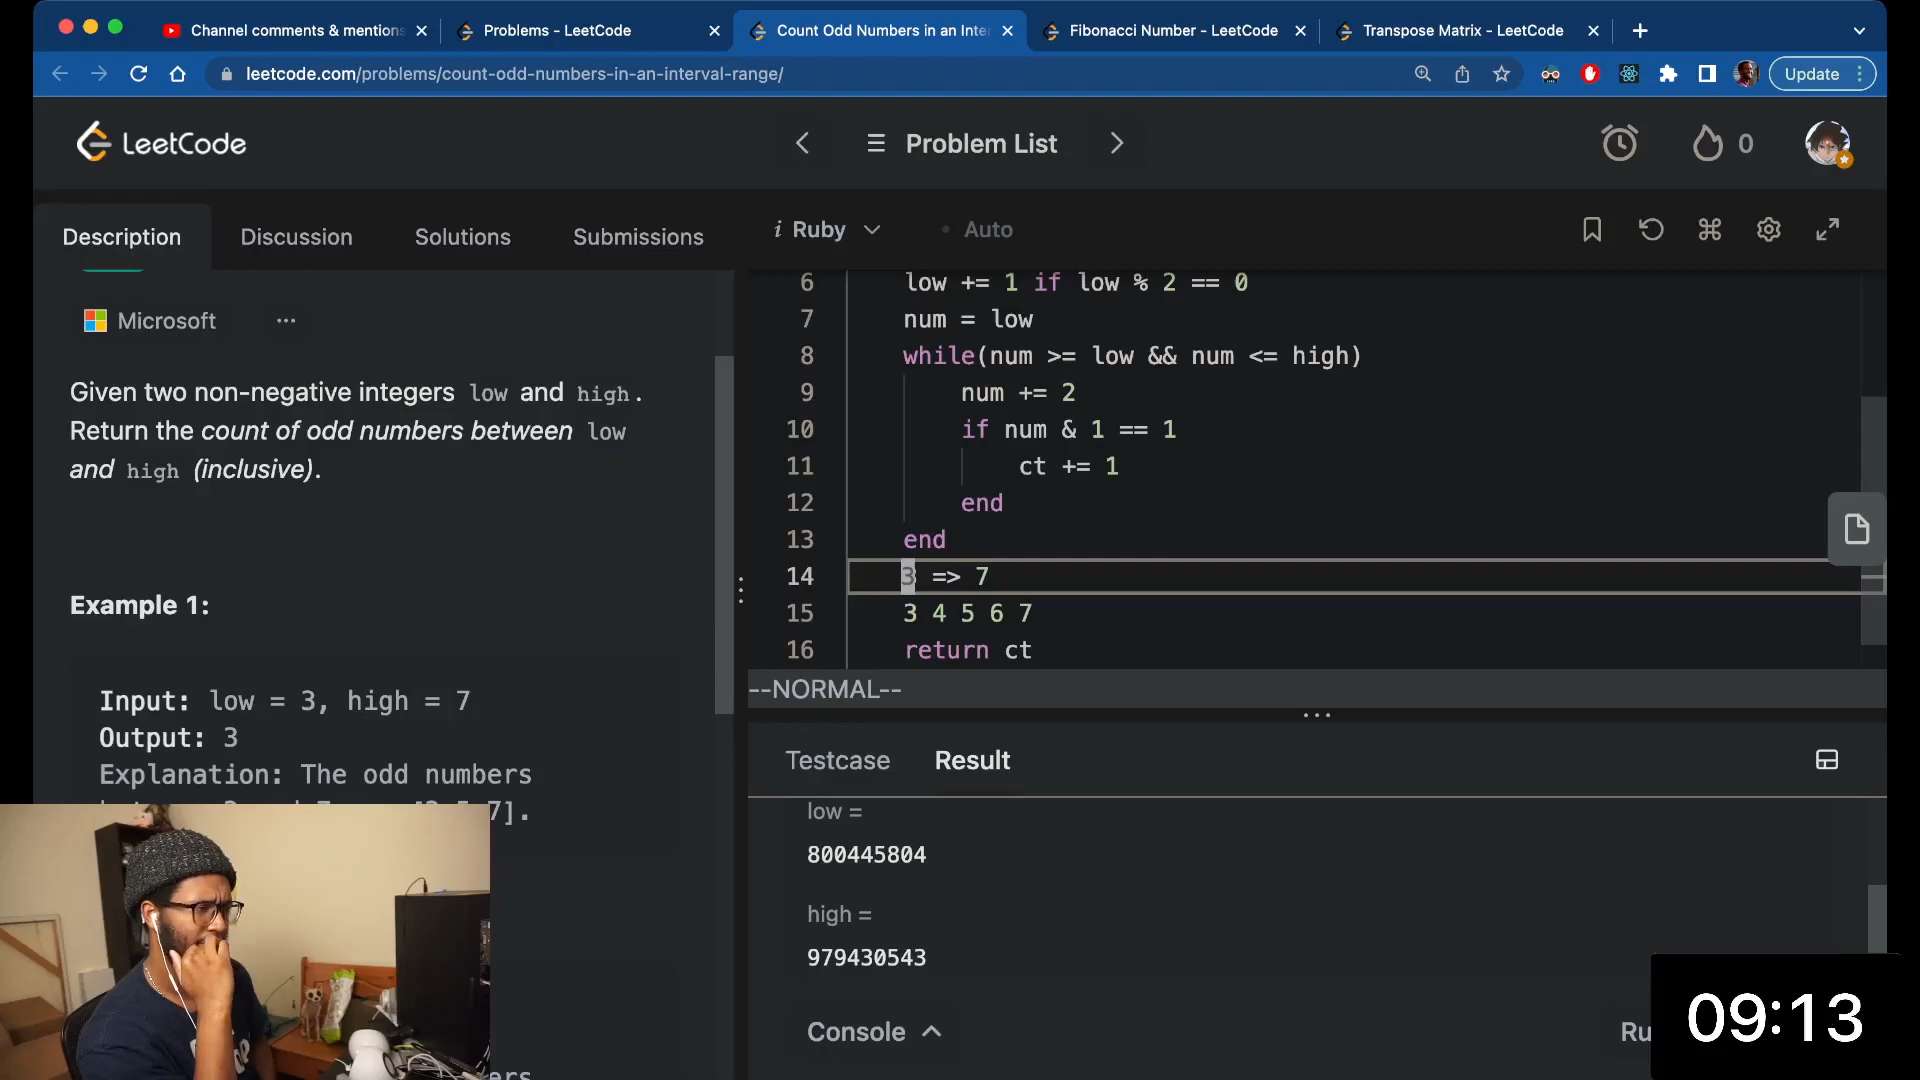 Channel comments & mentions
Problems - LeetCode
Count Odd Numbers in an Inte
Fibonacci Number - LeetCode
Transpose Matrix - LeetCode
leetcode.com/problems/count-odd-numbers-in-an-interval-range/
Update
LeetCode
Problem List
0
Description
Discussion
Solutions
Submissions
i Ruby
• Auto
Microsoft
...
Given two non-negative integers low and high.
Return the count of odd numbers between low
and high (inclusive).
Example 1:
Input: low = 3, high = 7
Output: 3
Explanation: The odd numbers
7].
6 low += 1 if low % 2 == 0
7 num = low
8 while(num >= low && num <= high)
9 num += 2
10 if num & 1 == 1
11 ct += 1
12 end
13 end
14 3 => 7
15 3 4 5 6 7
16 return ct
--NORMAL--
Testcase
Result
low =
800445804
high =
979430543
Console
Ru
09:13